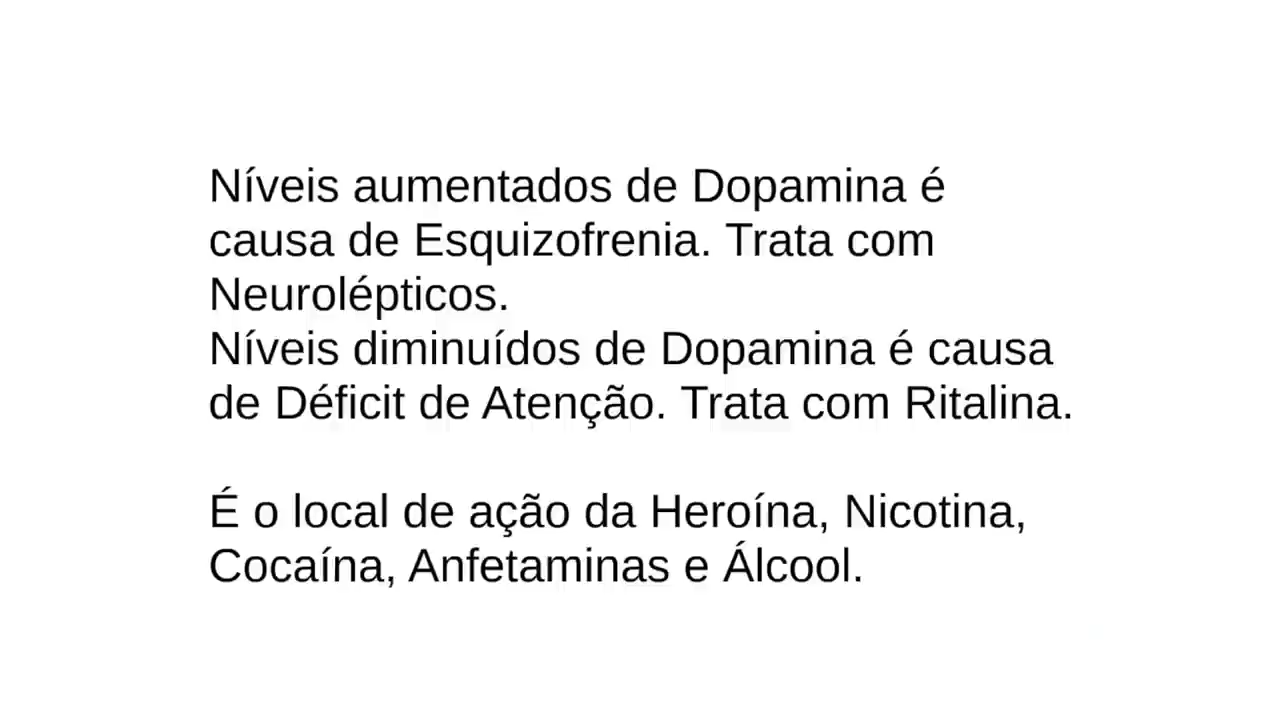 Níveis aumentados de Dopamina é
causa de Esquizofrenia. Trata com
Neurolépticos.
Níveis diminuídos de Dopamina é causa
de Déficit de Atenção. Trata com Ritalina.
É o local de ação da Heroína, Nicotina,
Cocaína, Anfetaminas e Álcool.